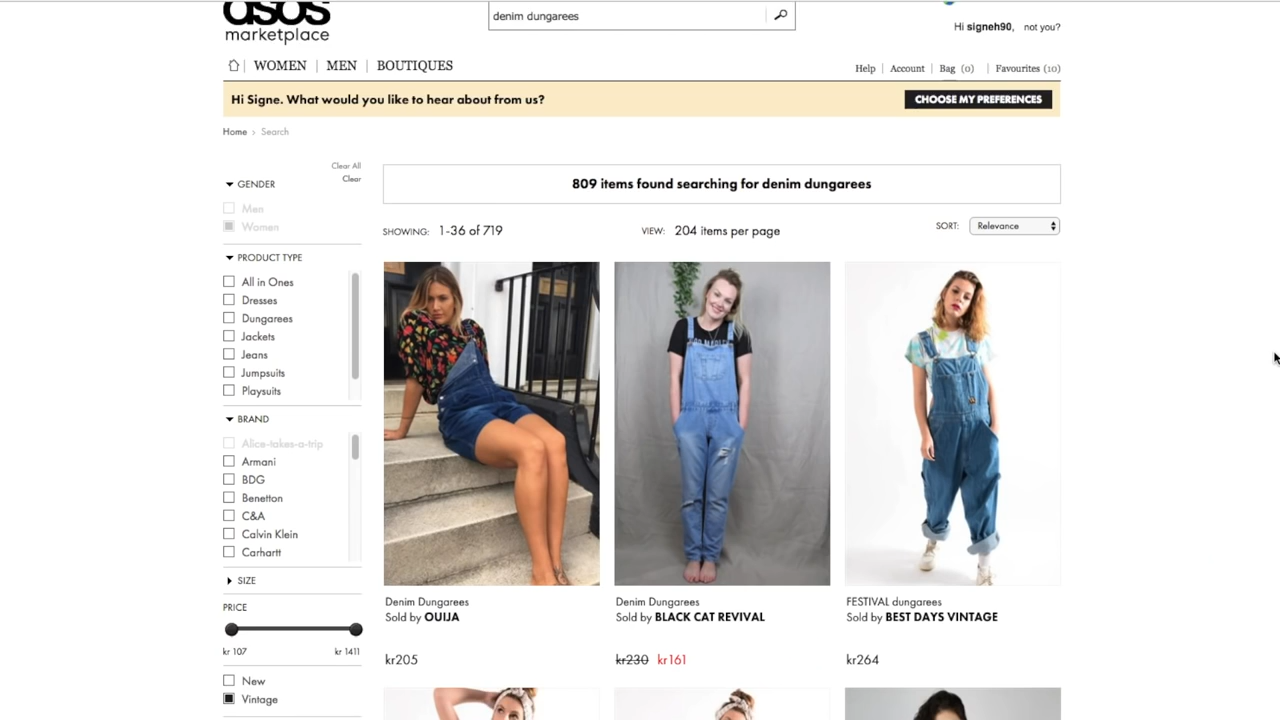 asos
marketplace
denim dungarees
Hi signeh90, not you?
WOMEN | MEN | BOUTIQUES
Help | Account | Bag (0) | Favourites (10)
Hi Signe. What would you like to hear about from us?
CHOOSE MY PREFERENCES
Home > Search
Clear All
GENDER
Clear
Men
Women
PRODUCT TYPE
All in Ones
Dresses
Dungarees
Jackets
Jeans
Jumpsuits
Playsuits
BRAND
Alice-takes-a-trip
Armani
BDG
Benetton
C&A
Calvin Klein
Carhartt
SIZE
PRICE
kr 107 kr 1411
New
Vintage
809 items found searching for denim dungarees
SHOWING: 1-36 of 719
VIEW: 204 items per page
SORT: Relevance
Denim Dungarees
Sold by OUIJA
kr205
Denim Dungarees
Sold by BLACK CAT REVIVAL
kr230 kr161
FESTIVAL dungarees
Sold by BEST DAYS VINTAGE
kr264